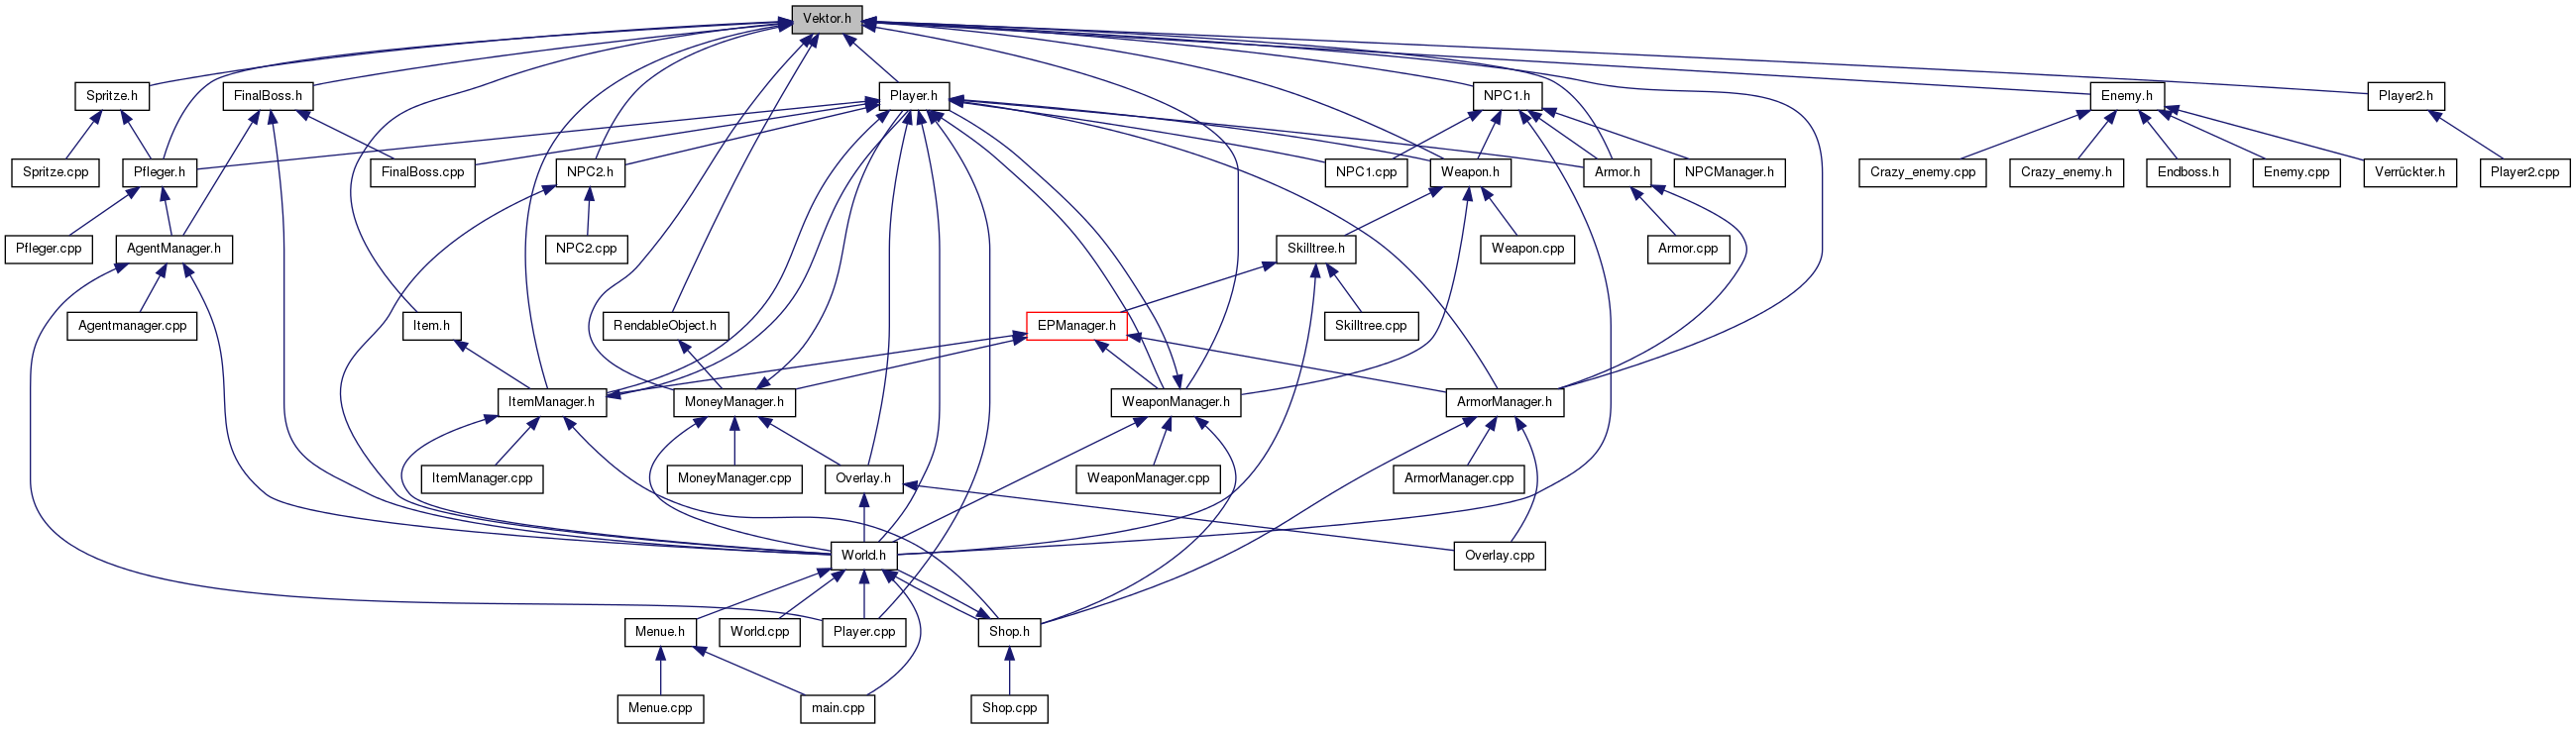 Vektor.h
Spritze.h
FinalBoss.h
Player.h
NPC1.h
Enemy.h
Player2.h
Spritze.cpp
Pfleger.h
FinalBoss.cpp
NPC2.h
NPC1.cpp
Weapon.h
Armor.h
NPCManager.h
Crazy_enemy.cpp
Crazy_enemy.h
Endboss.h
Enemy.cpp
Verrückter.h
Player2.cpp
Pfleger.cpp
AgentManager.h
NPC2.cpp
Skilltree.h
Weapon.cpp
Armor.cpp
Agentmanager.cpp
Item.h
RendableObject.h
EPManager.h
Skilltree.cpp
ItemManager.h
MoneyManager.h
WeaponManager.h
ArmorManager.h
ItemManager.cpp
MoneyManager.cpp
Overlay.h
WeaponManager.cpp
ArmorManager.cpp
World.h
Overlay.cpp
Menue.h
World.cpp
Player.cpp
Shop.h
Menue.cpp
main.cpp
Shop.cpp